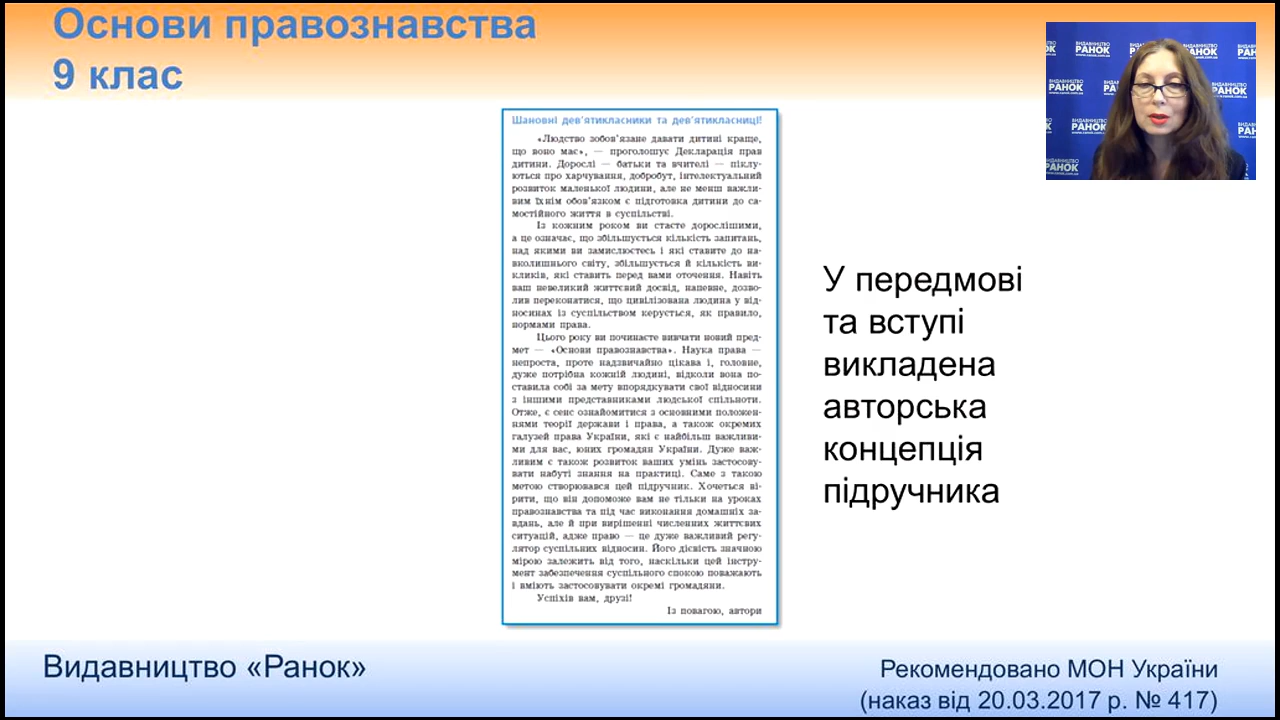 Основи правознавства
9 клас
ВИДАВНИЦТВО
РАНОК
www.ranok.com.ua
Шановні дев'ятикласники та дев'ятикласниці!
«Людство зобов'язане давати дитині краще,
що воно має», — проголошує Декларація прав
дитини. Дорослі — батьки та вчителі — піклу-
ються про харчування, добробут, інтелектуальний
розвиток маленької людини, але не менш важли-
вим їхнім обов'язком є підготовка дитини до са-
мостійного життя в суспільстві.
Із кожним роком ви стаєте дорослішими,
а це означає, що збільшується кількість запитань,
над якими ви замислюєтесь і які ставите до на-
вколишнього світу, збільшується й кількість ви-
кликів, які ставить перед вами оточення. Навіть
ваш невеликий життєвий досвід, напевне, дозво-
лив переконатися, що цивілізована людина у від-
носинах із суспільством керується, як правило,
нормами права.
Цього року ви починаєте вивчати новий пред-
мет — «Основи правознавства». Наука права —
непроста, проте надзвичайно цікава і, головне,
дуже потрібна кожній людині, відколи вона по-
ставила собі за мету впорядкувати свої відносини
з іншими представниками людської спільноти.
Отже, є сенс ознайомитися з основними положен-
нями теорії держави і права, а також окремих
галузей права України, які є найбільш важливи-
ми для вас, юних громадян України. Дуже важ-
ливим є також розвиток ваших умінь застосову-
вати набуті знання на практиці. Саме з такою
метою створювався цей підручник. Хочеться ві-
рити, що він допоможе вам не тільки на уроках
правознавства та під час виконання домашніх за-
вдань, але й при вирішенні численних життєвих
ситуацій, адже право — це дуже важливий регу-
лятор суспільних відносин. Його дієвість значною
мірою залежить від того, наскільки цей інстру-
мент забезпечення суспільного спокою поважають
і вміють застосовувати окремі громадяни.
Успіхів вам, друзі!
Із повагою, автори
У передмові
та вступі
викладена
авторська
концепція
підручника
Видавництво «Ранок»
Рекомендовано МОН України
(наказ від 20.03.2017 р. № 417)